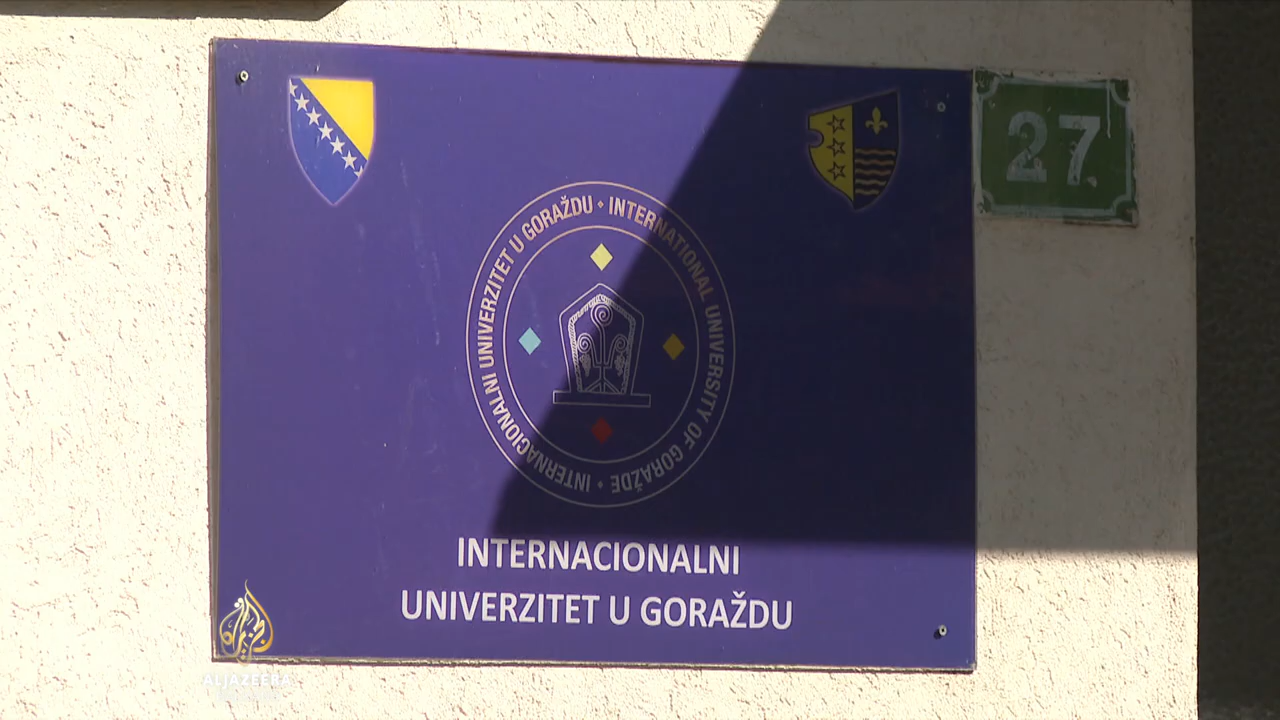 27
INTERNACIONALNI UNIVERZITET U GORAŽDU • INTERNATIONAL UNIVERSITY OF GORAŽDE •
INTERNACIONALNI
UNIVERZITET U GORAŽDU
ALJAZEERA